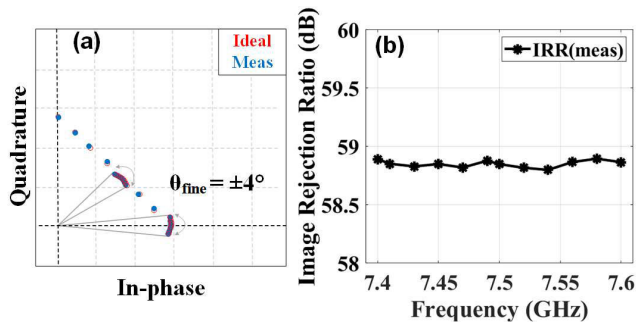 (a)
Ideal
Meas
Quadrature
θfine = ±4°
In-phase
(b)
IRR(meas)
Image Rejection Ratio (dB)
60
59.5
59
58.5
58
7.4
7.45
7.5
7.55
7.6
Frequency (GHz)